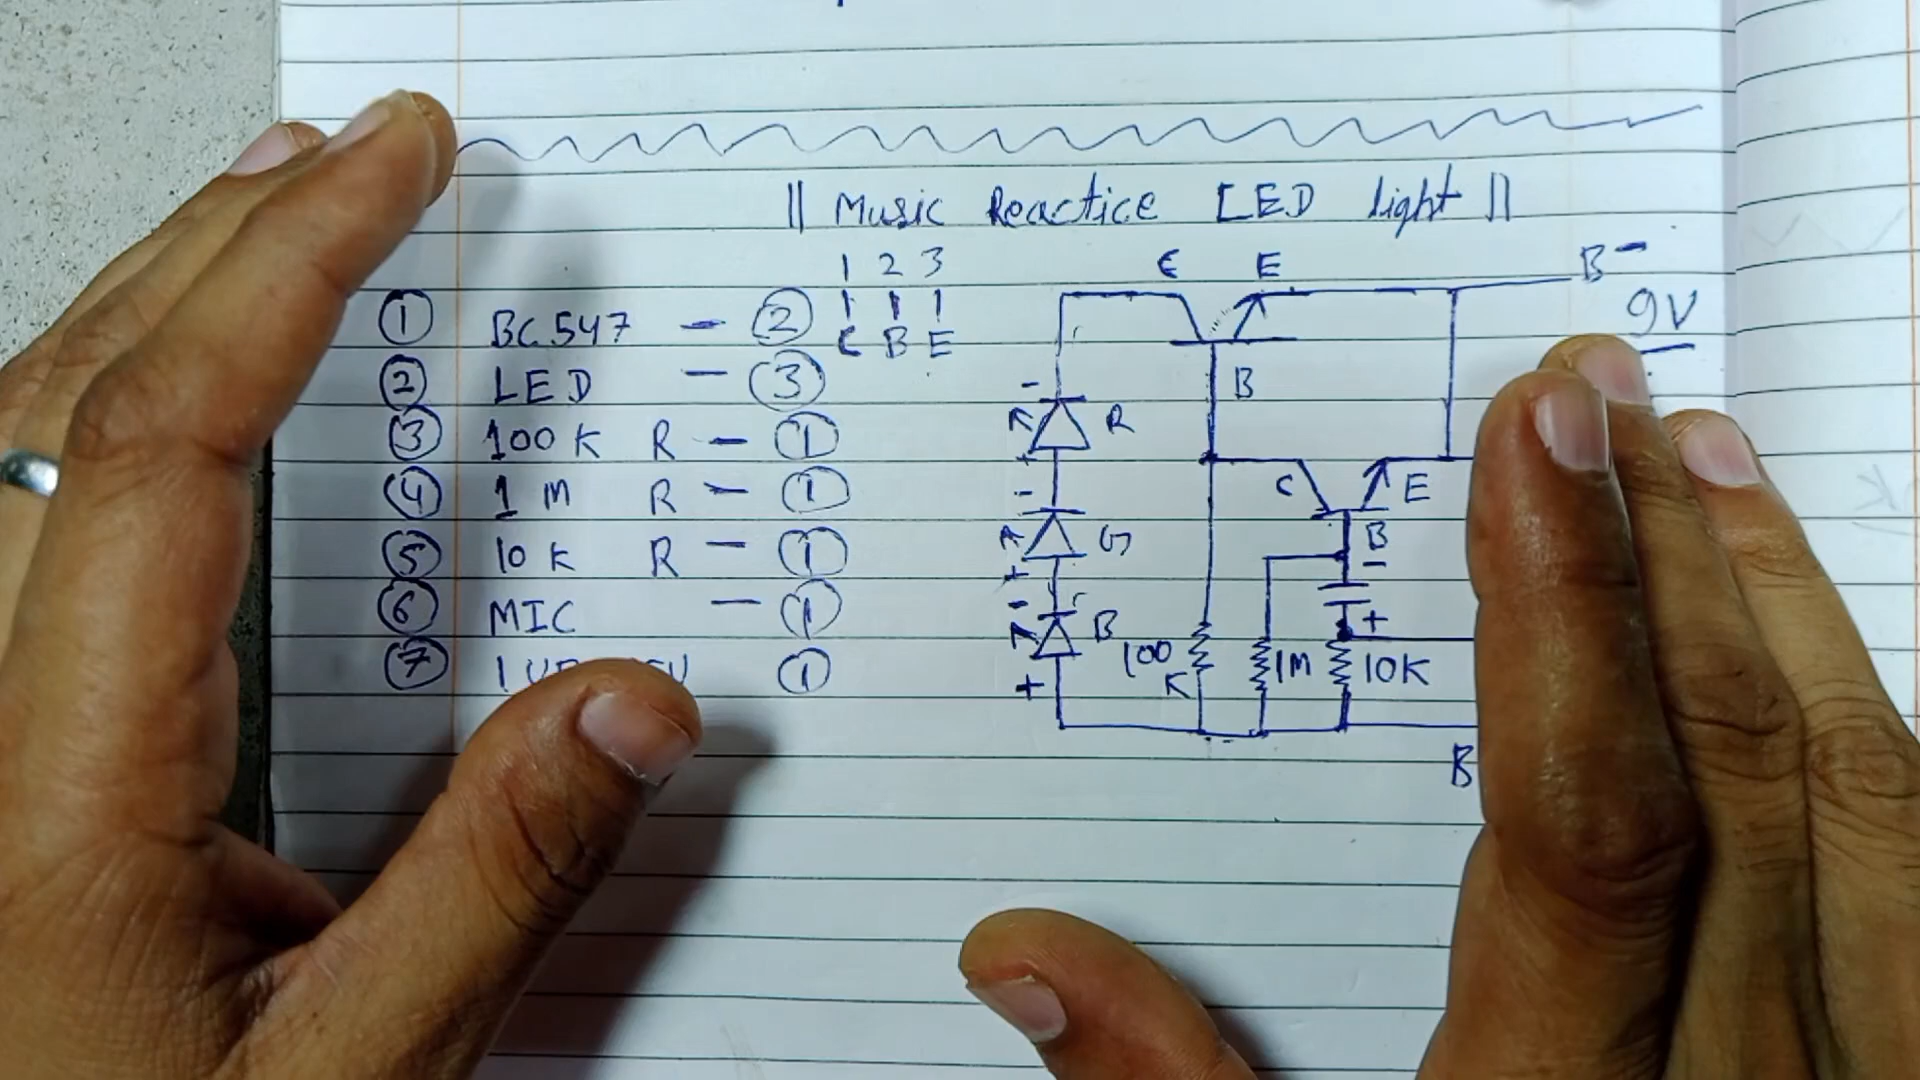 || Music Reactice LED light ||
1 2 3
C B E
① BC547 - ②
② LED - ③
③ 100 K R - ①
④ 1 M R - ①
⑤ 10 K R - ①
⑥ MIC - ①
⑦ ①
C E B-
9V
B
- R
+
- C E
G B
+ -
- B +
100 K 1M 10K
+
B